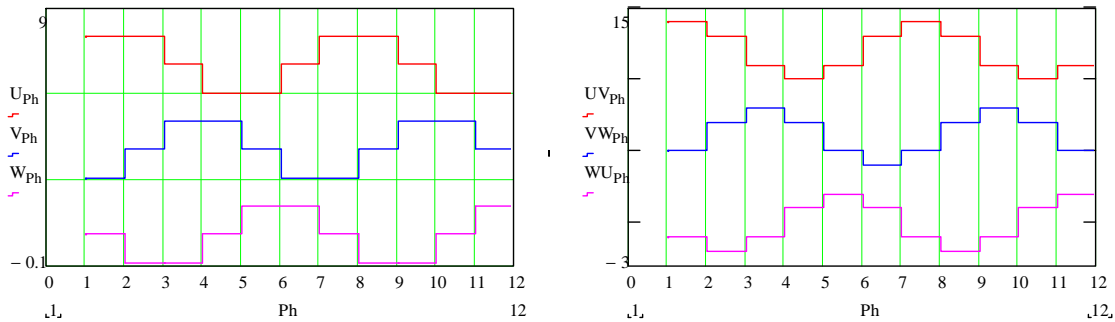 9
U_Ph
V_Ph
W_Ph
– 0.1
0 1 2 3 4 5 6 7 8 9 10 11 12
1 Ph 12
15
UV_Ph
VW_Ph
WU_Ph
– 3
0 1 2 3 4 5 6 7 8 9 10 11 12
1 Ph 12